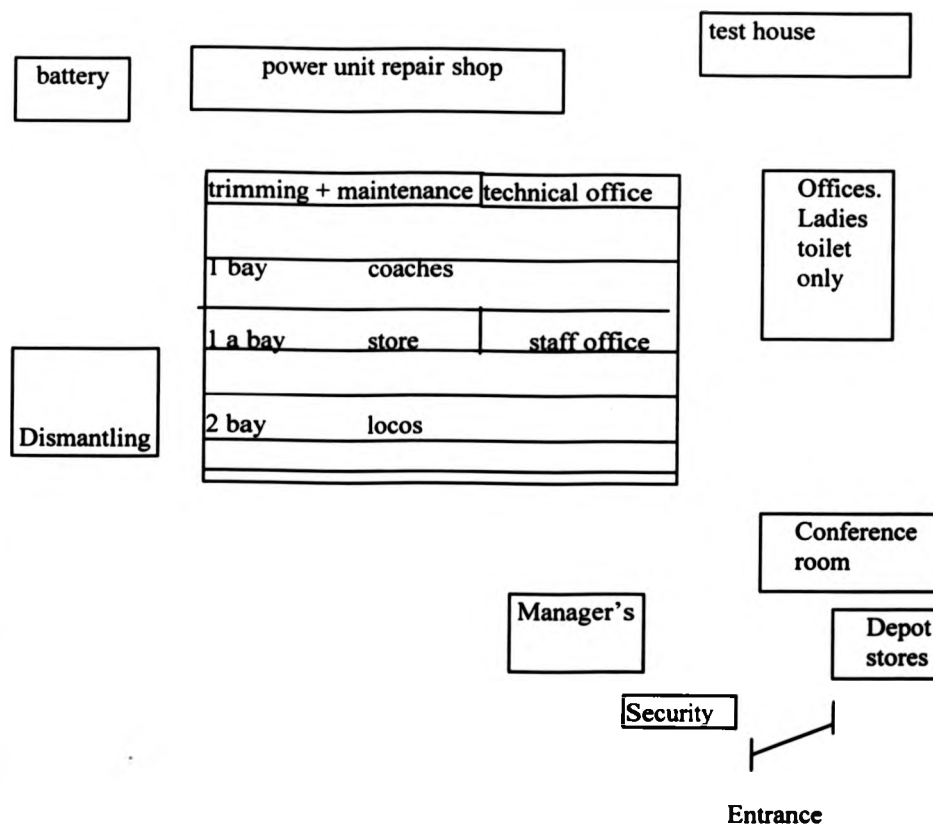 test house
battery
power unit repair shop
trimming + maintenance technical office
Offices.
Ladies
toilet
only
1 bay coaches
1 a bay store staff office
Dismantling
2 bay locos
Conference
room
Manager's
Depot
stores
Security
Entrance